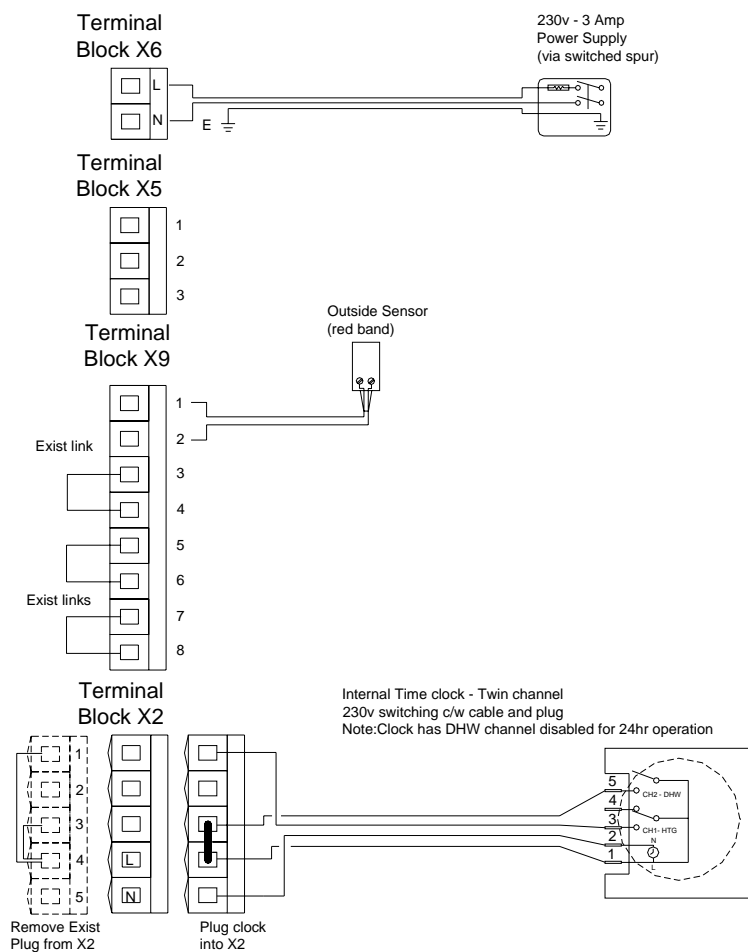 Terminal
Block X6
230v - 3 Amp
Power Supply
(via switched spur)
L
N
E
Terminal
Block X5
1
2
3
Terminal
Block X9
Outside Sensor
(red band)
1
2
Exist link
3
4
5
6
Exist links
7
8
Terminal
Block X2
Internal Time clock - Twin channel
230v switching c/w cable and plug
Note:Clock has DHW channel disabled for 24hr operation
1
2
3
4
5
L
N
5
4
3
2
1
CH2 - DHW
CH1- HTG
N
L
Remove Exist
Plug from X2
Plug clock
into X2